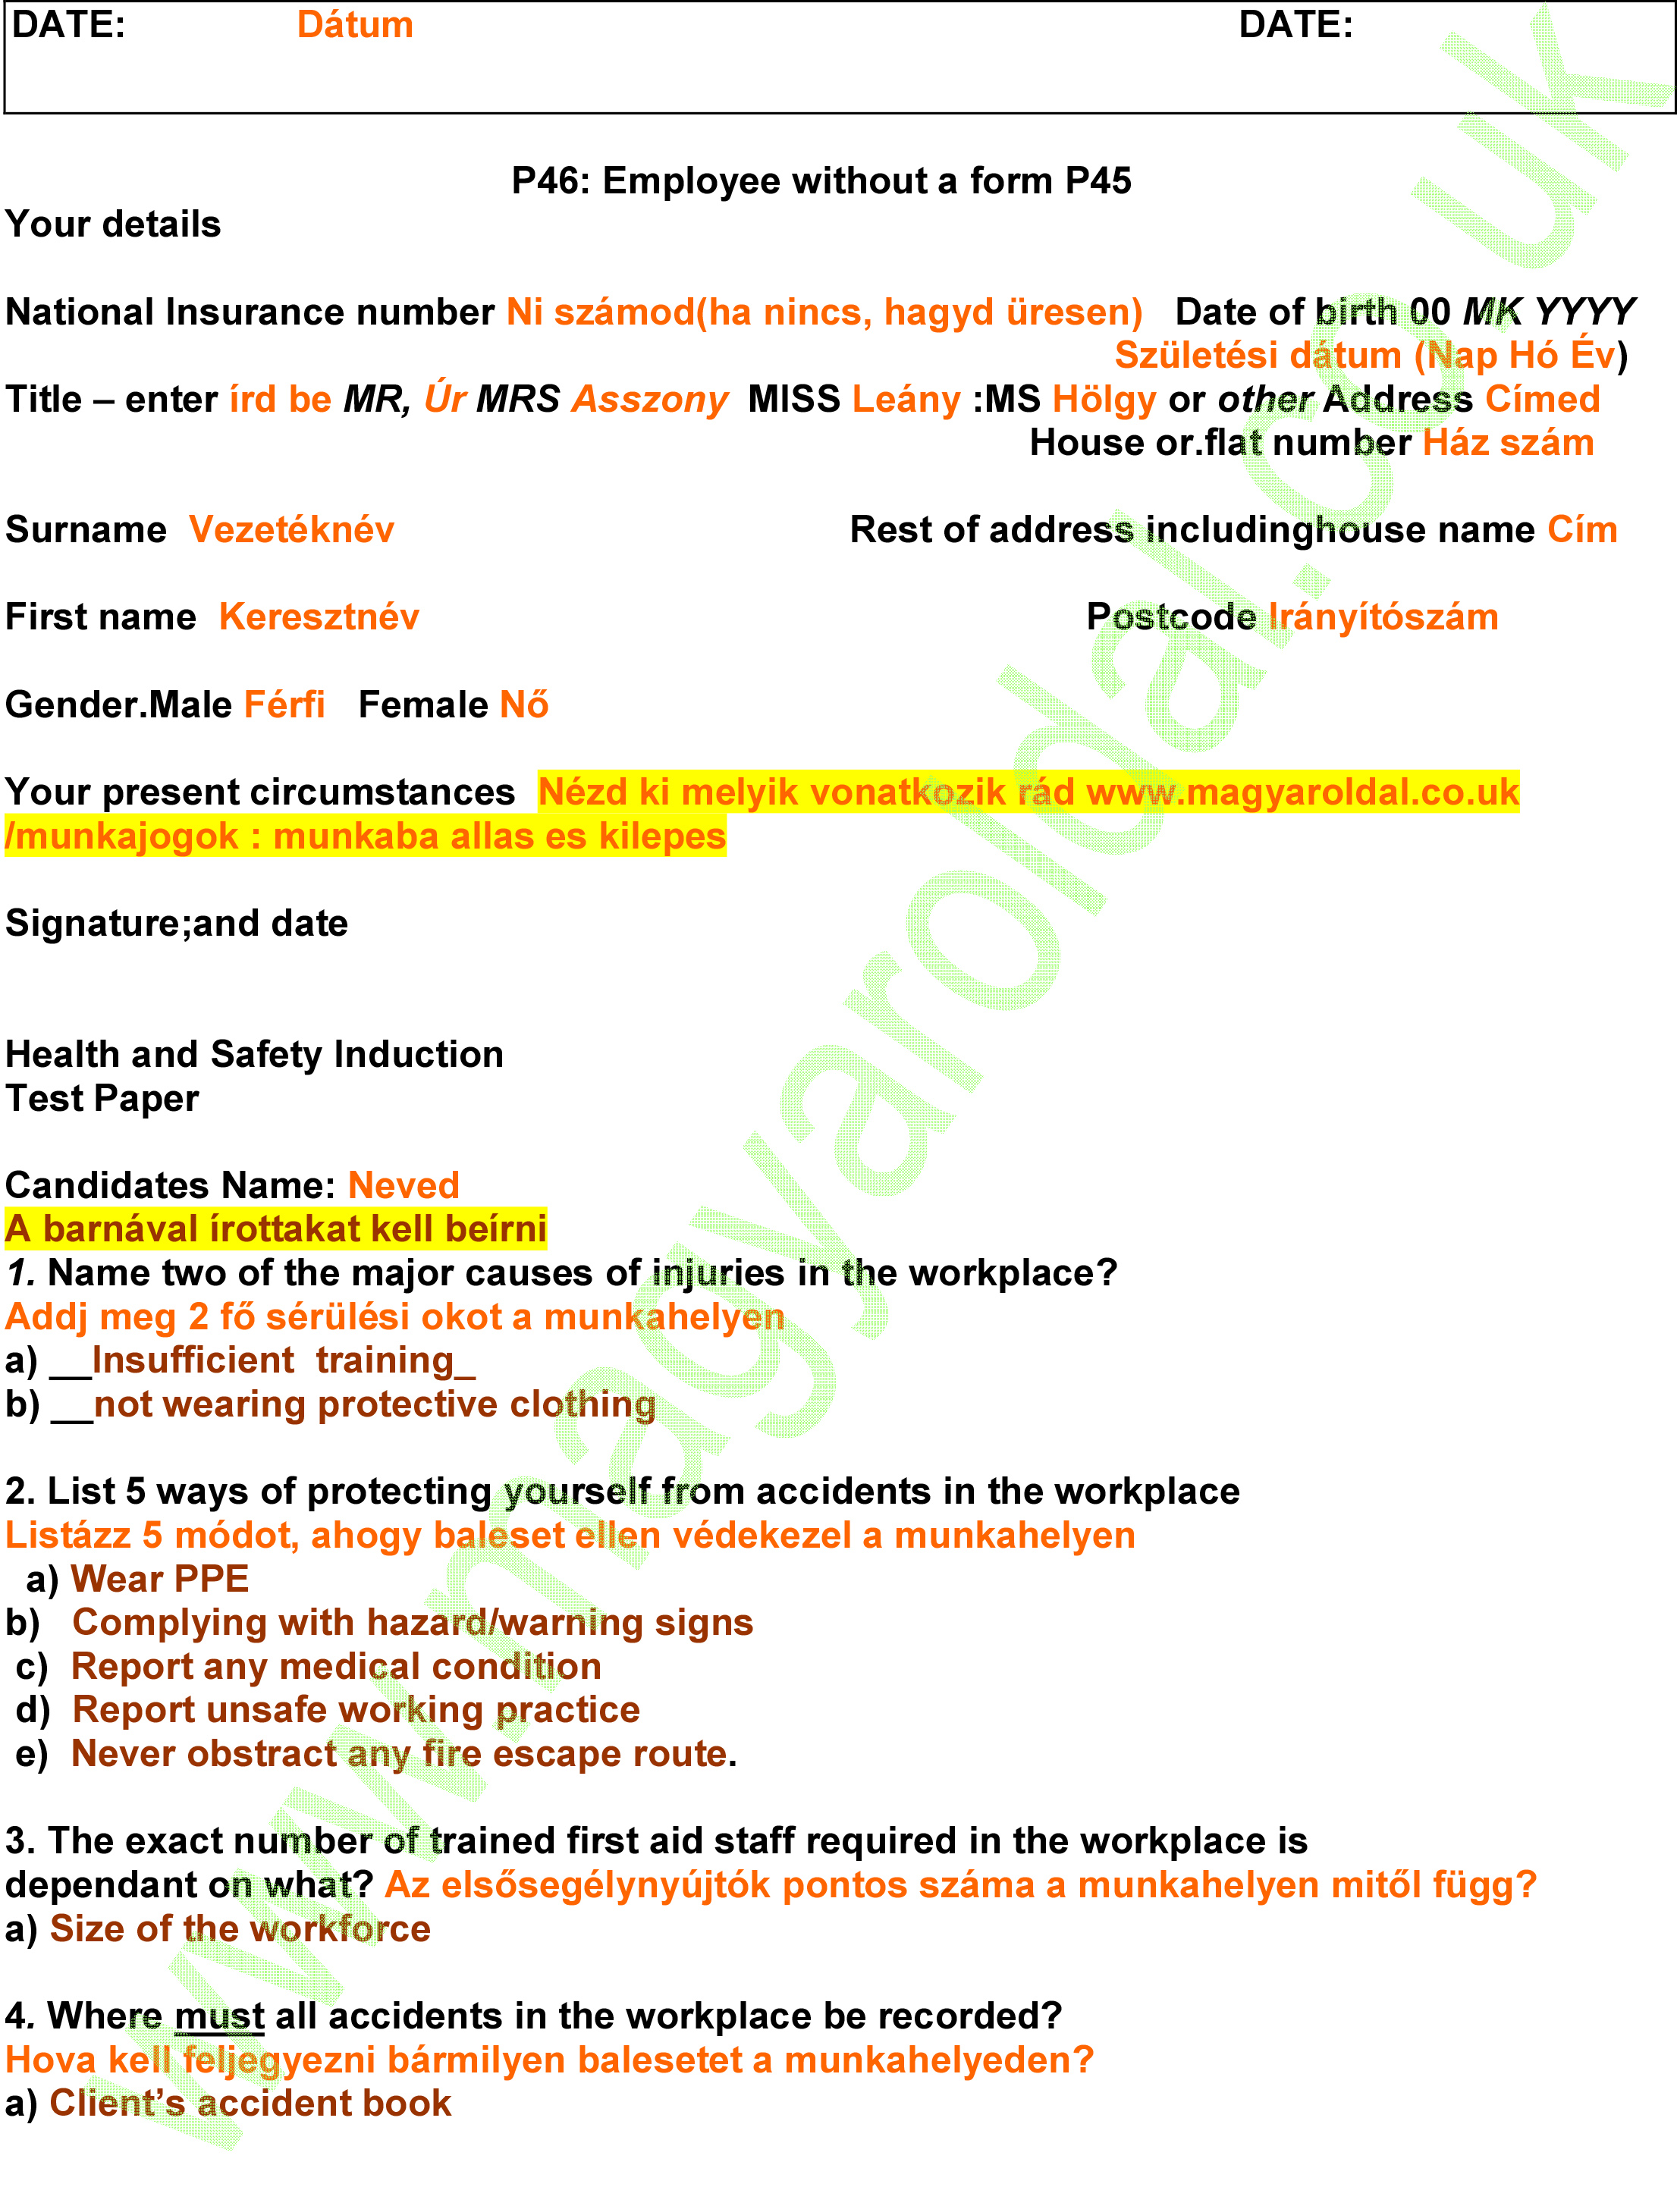 DATE: Dátum DATE:
P46: Employee without a form P45
Your details
National Insurance number Ni számod(ha nincs, hagyd üresen) Date of birth 00 MK YYYY
Születési dátum (Nap Hó Év)
Title – enter írd be MR, Úr MRS Asszony MISS Leány :MS Hölgy or other Address Címed
House or.flat number Ház szám
Surname Vezetéknév Rest of address includinghouse name Cím
First name Keresztnév Postcode Irányítószám
Gender.Male Férfi Female Nő
Your present circumstances Nézd ki melyik vonatkozik rád www.magyaroldal.co.uk
/munkajogok : munkaba allas es kilepes
Signature;and date
Health and Safety Induction
Test Paper
Candidates Name: Neved
A barnával írottakat kell beírni
1. Name two of the major causes of injuries in the workplace?
Addj meg 2 fő sérülési okot a munkahelyen
a) __Insufficient training_
b) __not wearing protective clothing
2. List 5 ways of protecting yourself from accidents in the workplace
Listázz 5 módot, ahogy baleset ellen védekezel a munkahelyen
a) Wear PPE
b) Complying with hazard/warning signs
c) Report any medical condition
d) Report unsafe working practice
e) Never obstract any fire escape route.
3. The exact number of trained first aid staff required in the workplace is
dependant on what? Az elsősegélynyújtók pontos száma a munkahelyen mitől függ?
a) Size of the workforce
4. Where must all accidents in the workplace be recorded?
Hova kell feljegyezni bármilyen balesetet a munkahelyeden?
a) Client’s accident book
www.magyaroldal.co.uk